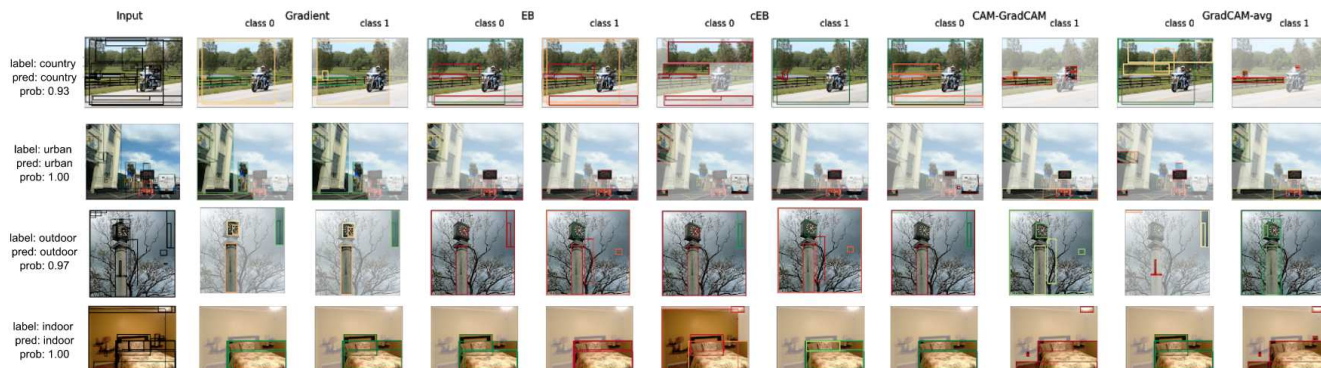 Input Gradient EB cEB CAM-GradCAM GradCAM-avg
class 0 class 1 class 0 class 1 class 0 class 1 class 0 class 1 class 0 class 1
label: country
pred: country
prob: 0.93
label: urban
pred: urban
prob: 1.00
label: outdoor
pred: outdoor
prob: 0.97
label: indoor
pred: indoor
prob: 1.00